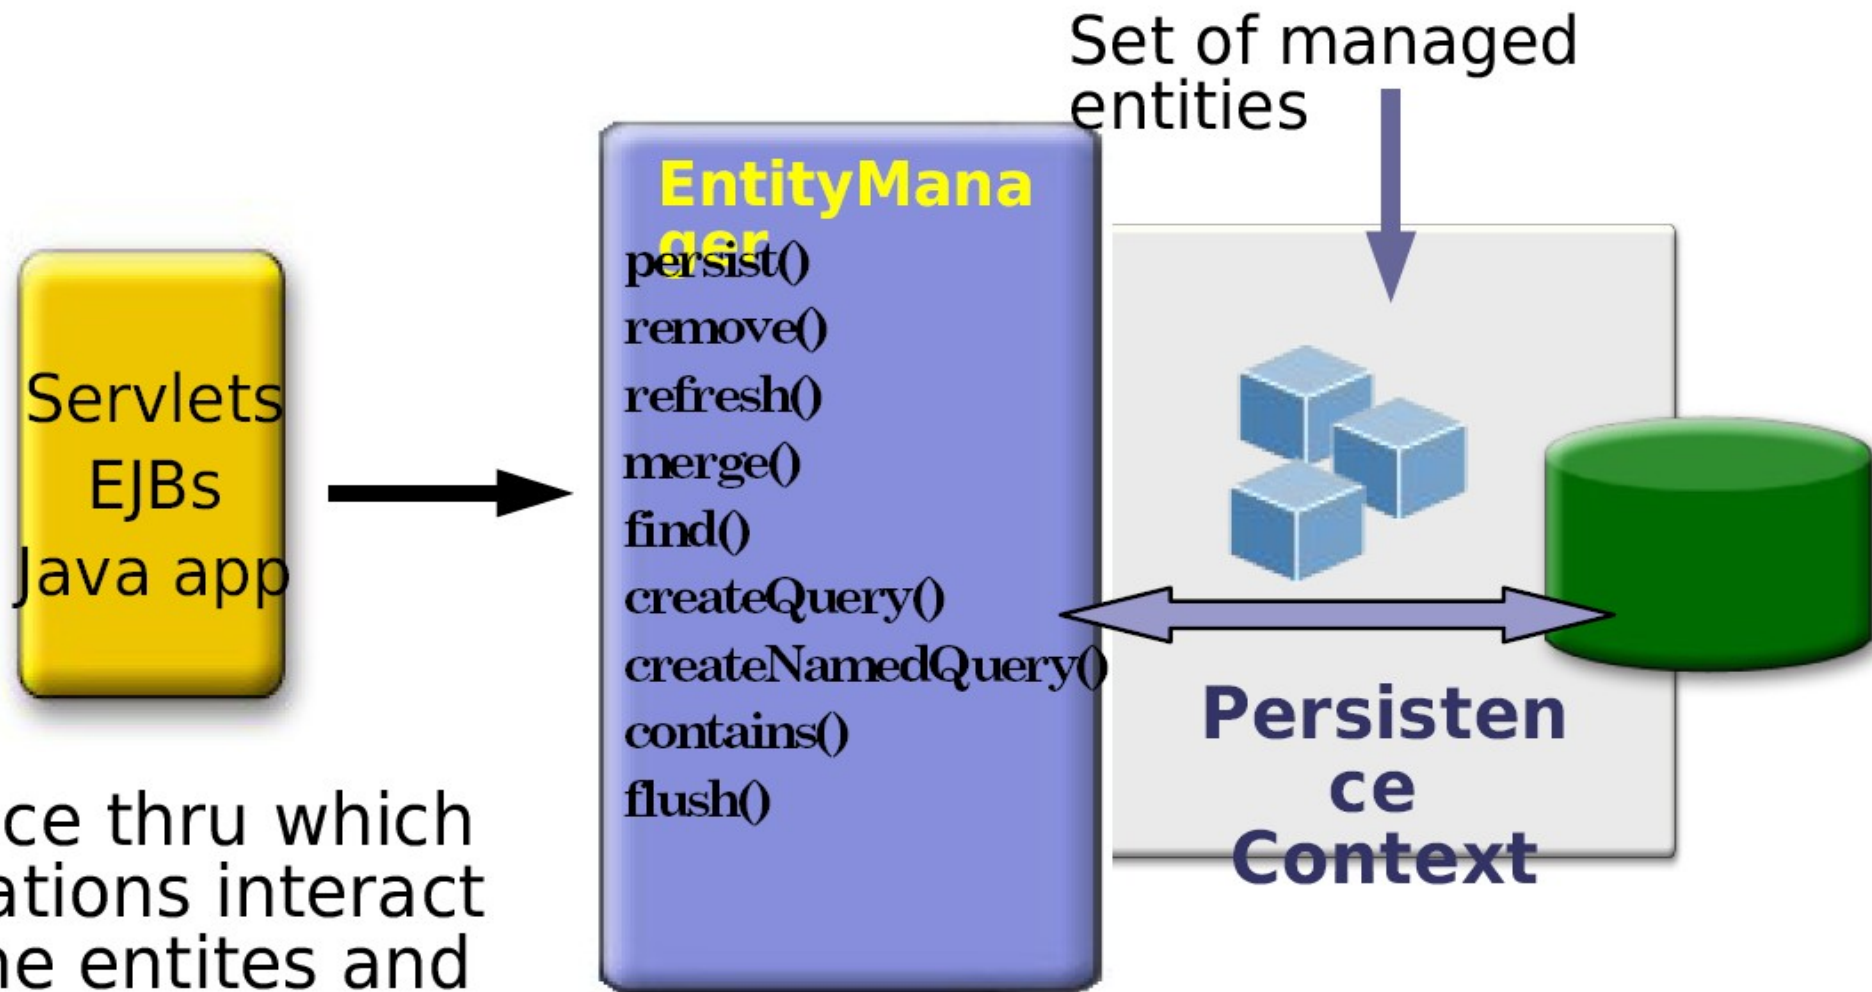 Set of managed
entities
EntityMana
ger
persist()
remove()
refresh()
merge()
find()
createQuery()
createNamedQuery()
contains()
flush()
Servlets
EJBs
Java app
Persisten
ce
Context
ce thru which
ations interact
ne entites and